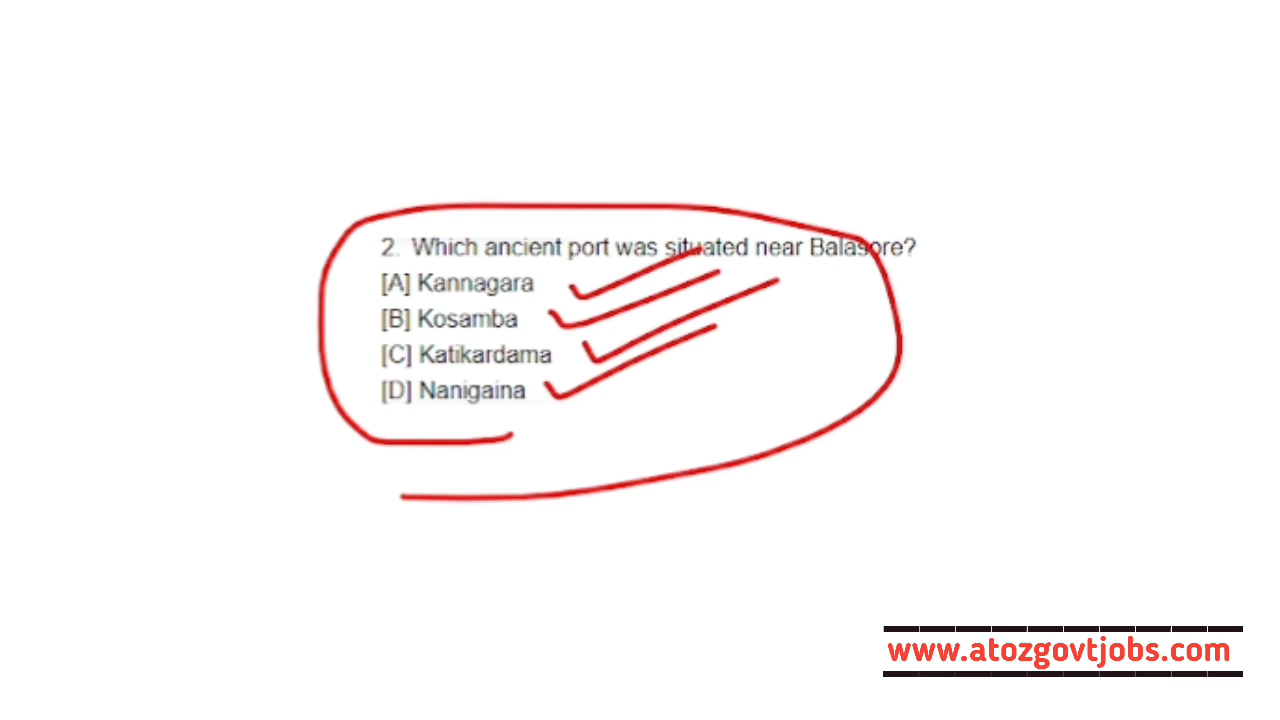 2. Which ancient port was situated near Balasore?
[A] Kannagara
[B] Kosamba
[C] Katikardama
[D] Nanigaina
www.atozgovtjobs.com